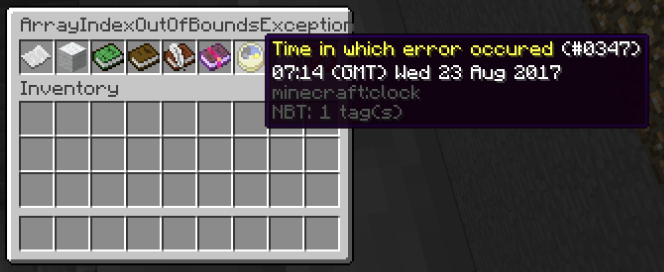 ArrayIndexOutOfBoundsException
Time in which error occured (#0347)
07:14 (GMT) Wed 23 Aug 2017
minecraft:clock
NBT: 1 tag(s)
Inventory